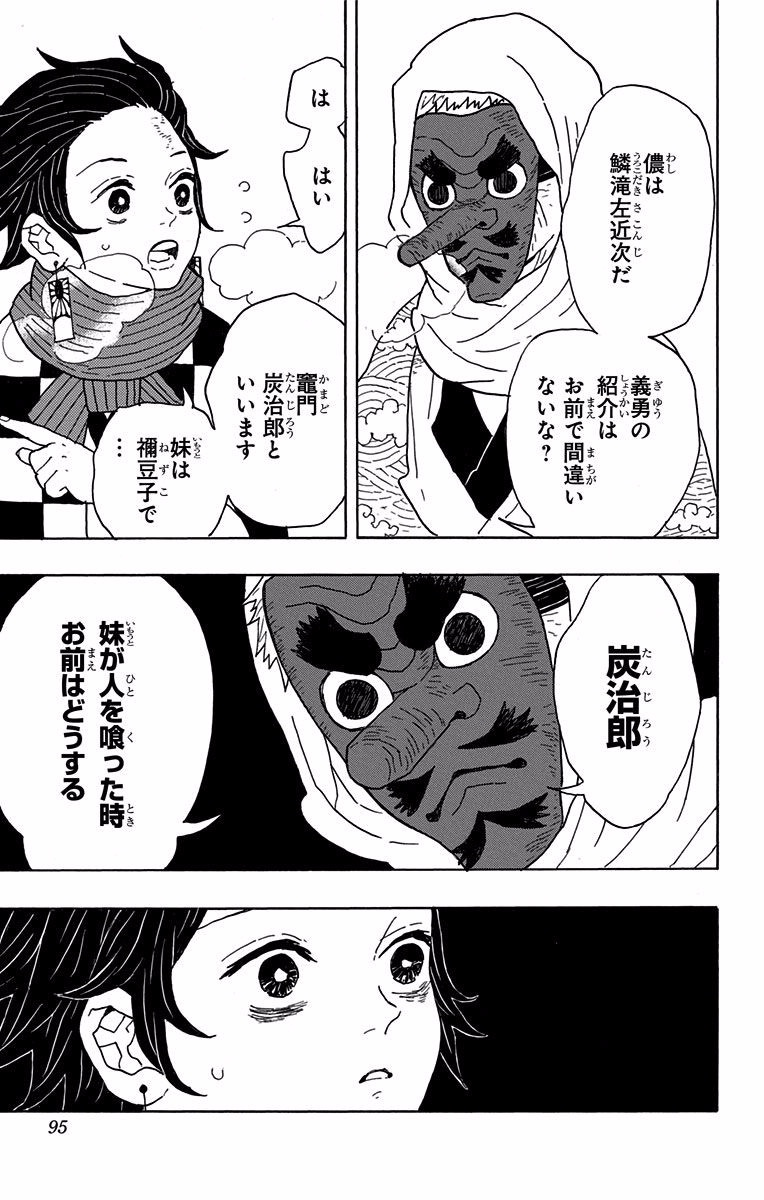 儂は
鱗滝左近次だ
義勇の
紹介は
お前で間違い
ないな?
は
はい
竈門
炭治郎と
いいます
妹は
禰豆子で
…
炭治郎
妹が人を喰った時
お前はどうする
95